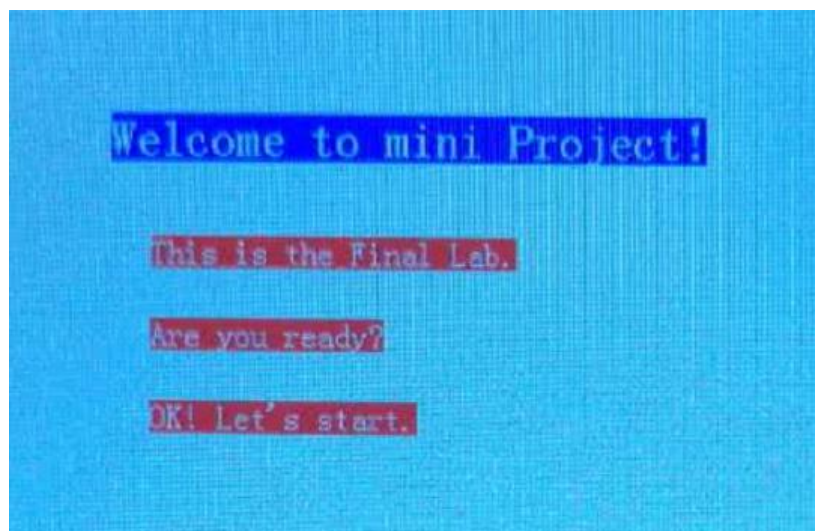 Welcome to mini Project!
This is the Final Lab.
Are you ready?
OK! Let's start.